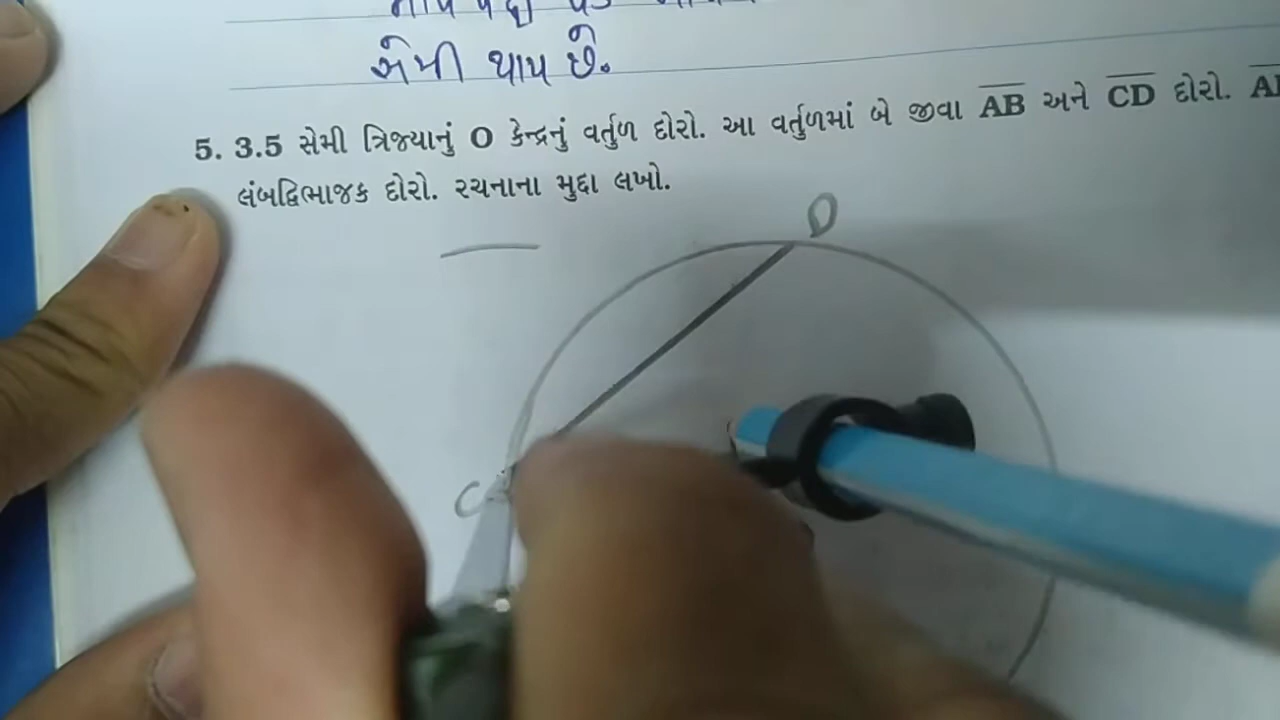 એમી થાય છે.
5. 3.5 સેમી ત્રિજ્યાનું O કેન્દ્રનું વર્તુળ દોરો. આ વર્તુળમાં બે જીવા AB અને CD દોરો.
લંબદ્વિભાજક દોરો. રચનાના મુદ્દા લખો.
D
C